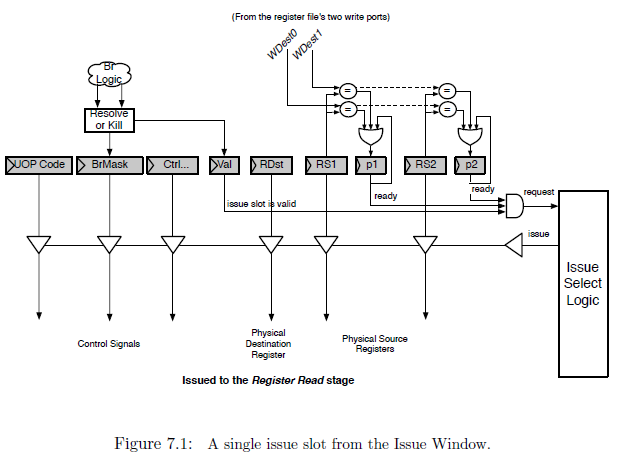 (From the register file's two write ports)
WDest0
WDest1
Br
Logic
Resolve
or Kill
=
=
=
=
UOP Code
BrMask
Ctrl...
Val
RDst
RS1
p1
RS2
p2
ready
ready
request
issue slot is valid
issue
Issue
Select
Logic
Control Signals
Physical
Destination
Register
Physical Source
Registers
Issued to the Register Read stage
Figure 7.1: A single issue slot from the Issue Window.